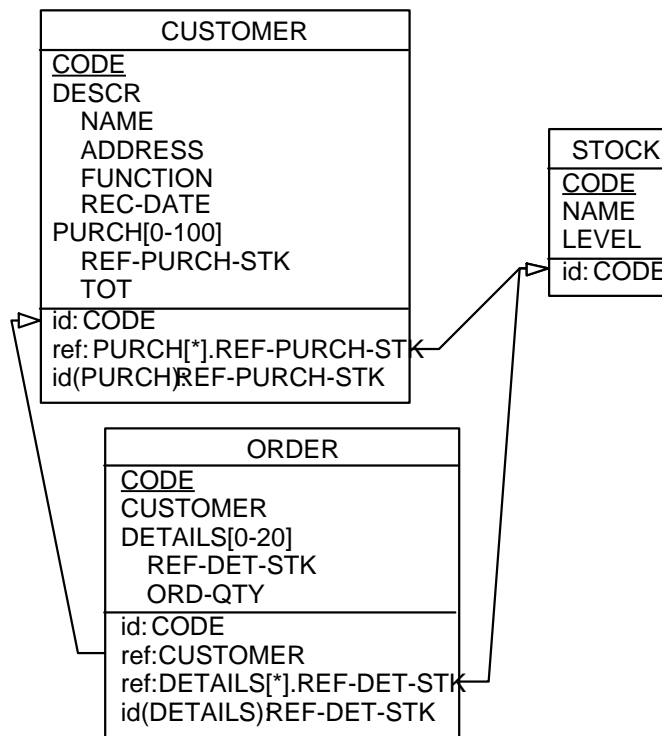 CUSTOMER
CODE
DESCR
NAME
ADDRESS
FUNCTION
REC-DATE
PURCH[0-100]
REF-PURCH-STK
TOT
id: CODE
ref: PURCH[*].REF-PURCH-STK
id(PURCH):REF-PURCH-STK
STOCK
CODE
NAME
LEVEL
id: CODE
ORDER
CODE
CUSTOMER
DETAILS[0-20]
REF-DET-STK
ORD-QTY
id: CODE
ref:CUSTOMER
ref:DETAILS[*].REF-DET-STK
id(DETAILS):REF-DET-STK